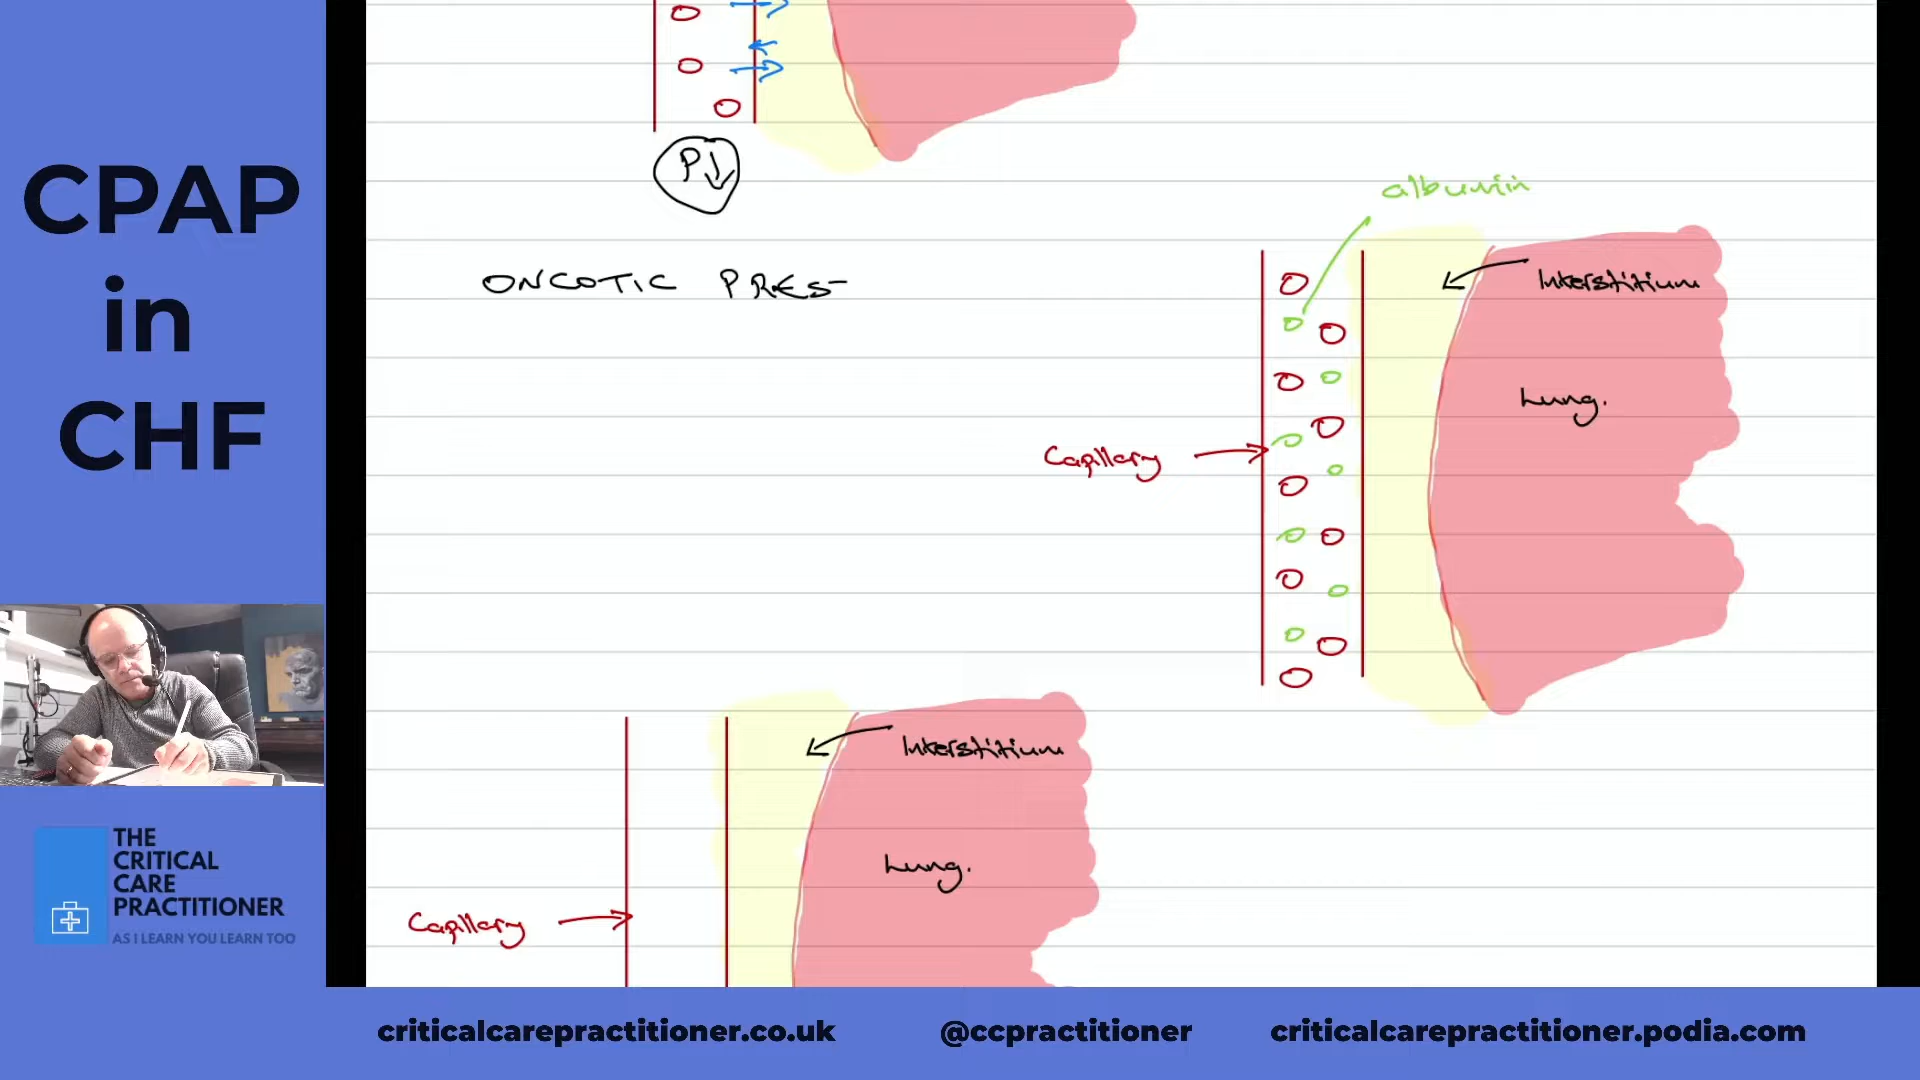 CPAP
in
CHF
THE
CRITICAL
CARE
PRACTITIONER
AS I LEARN YOU LEARN TOO
P↓
albumin
ONCOTIC PRES
Interstitium
Lung.
Capillary
Interstitium
Lung.
Capillary
criticalcarepractitioner.co.uk
@ccpractitioner
criticalcarepractitioner.podia.com